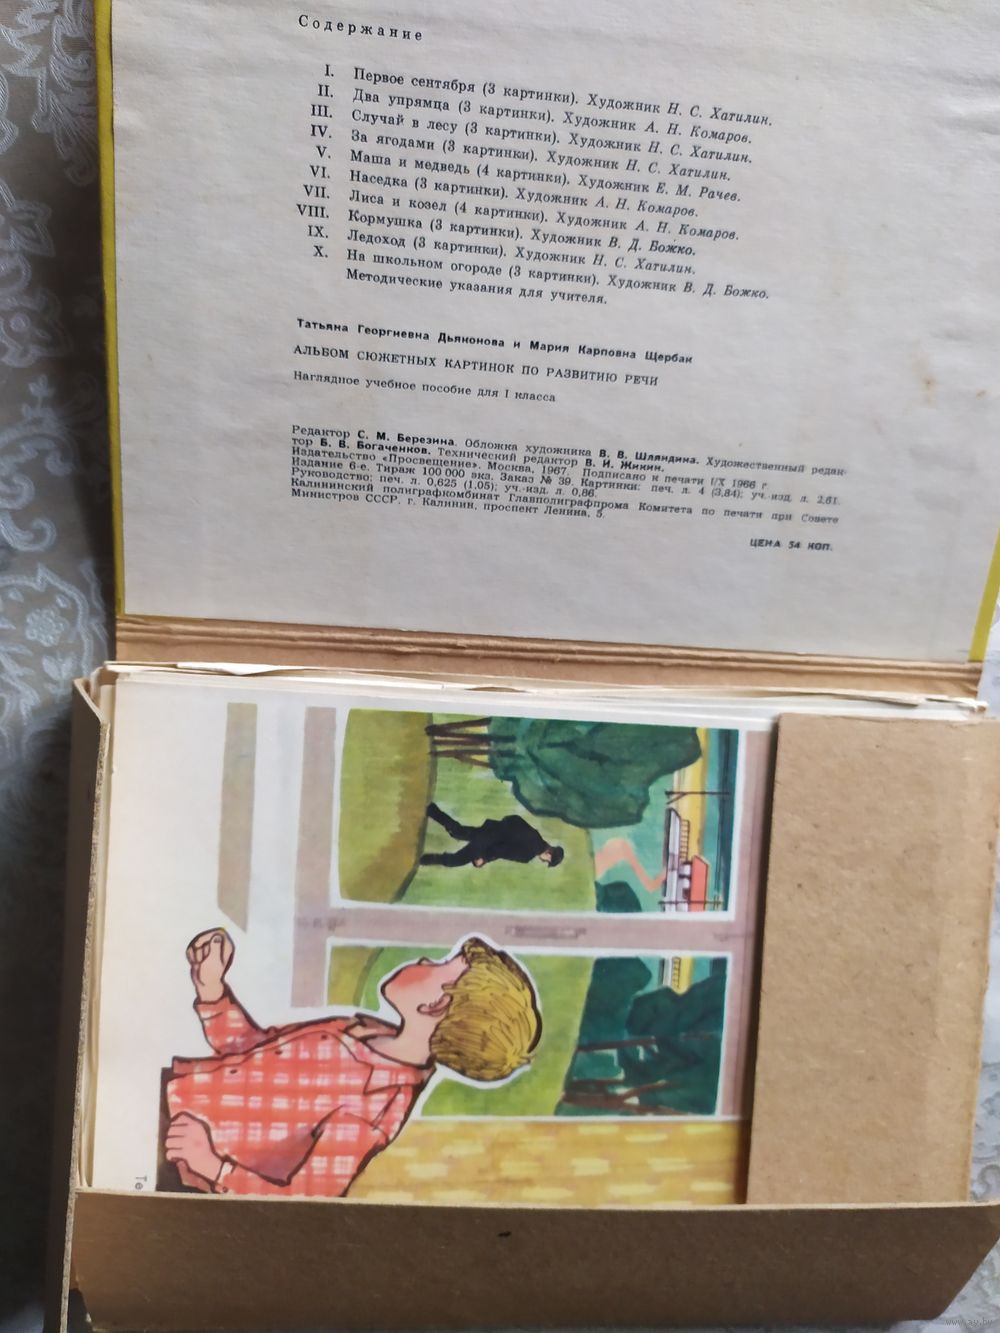 Содержание
I. Первое сентября (3 картинки). Художник Н. С. Хатилин.
II. Два упрямца (3 картинки). Художник А. Н. Комаров.
III. Случай в лесу (3 картинки). Художник Н. С. Хатилин.
IV. За ягодами (3 картинки). Художник Н. С. Хатилин.
V. Маша и медведь (4 картинки). Художник Е. М. Рачев.
VI. Наседка (3 картинки). Художник А. Н. Комаров.
VII. Лиса и козел (4 картинки). Художник А. Н. Комаров.
VIII. Кормушка (3 картинки). Художник В. Д. Божко.
IX. Ледоход (3 картинки). Художник Н. С. Хатилин.
X. На школьном огороде (3 картинки). Художник В. Д. Божко.
Методические указания для учителя.
Татьяна Георгиевна Дьяконова и Мария Карповна Щербак
АЛЬБОМ СЮЖЕТНЫХ КАРТИНОК ПО РАЗВИТИЮ РЕЧИ
Наглядное учебное пособие для I класса
Редактор С. М. Березина. Обложка художника В. В. Шляндина. Художественный редак-
тор Б. В. Богаченков. Технический редактор В. И. Жикин.
Издательство «Просвещение». Москва, 1967. Подписано к печати I/X 1966 г.
Издание 6-е. Тираж 100 000 экз. Заказ № 39. Картинки: печ. л. 4 (3,84); уч.-изд. л. 2,61.
Руководство: печ. л. 0,625 (1,05); уч.-изд. л. 0,86.
Калининский полиграфкомбинат Главполиграфпрома Комитета по печати при Совете
Министров СССР. г. Калинин, проспект Ленина, 5.
ЦЕНА 54 КОП.
Те
www.ay.by